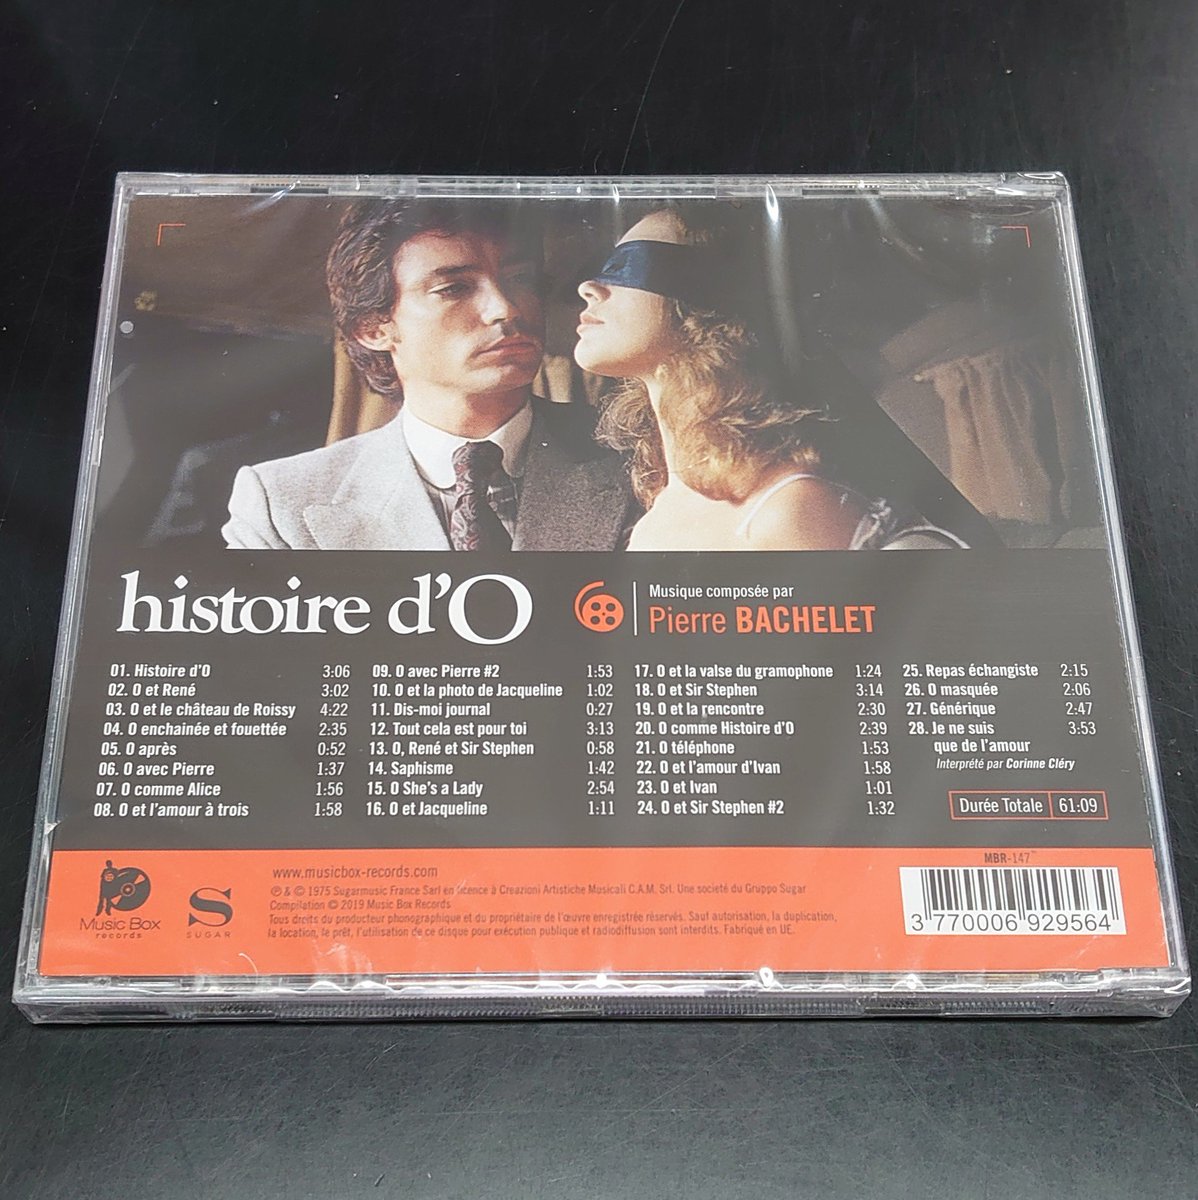 histoire d'O
Musique composée par
Pierre BACHELET
01. Histoire d'O 3:06
02. O et René 3:02
03. O et le château de Roissy 4:22
04. O enchainée et fouettée 2:35
05. O après 0:52
06. O avec Pierre 1:37
07. O comme Alice 1:56
08. O et l'amour à trois 1:58
09. O avec Pierre #2 1:53
10. O et la photo de Jacqueline 1:02
11. Dis-moi journal 0:27
12. Tout cela est pour toi 3:13
13. O, René et Sir Stephen 0:58
14. Saphisme 1:42
15. O She's a Lady 2:54
16. O et Jacqueline 1:11
17. O et la valse du gramophone 1:24
18. O et Sir Stephen 3:14
19. O et la rencontre 2:30
20. O comme Histoire d'O 2:39
21. O téléphone 1:53
22. O et l'amour d'Ivan 1:58
23. O et Ivan 1:01
24. O et Sir Stephen #2 1:32
25. Repas échangiste 2:15
26. O masquée 2:06
27. Générique 2:47
28. Je ne suis 3:53
que de l'amour
Interprété par Corinne Cléry
Durée Totale 61:09
Music Box
records
S
SUGAR
www.musicbox-records.com
℗ & © 1975 Sugarmusic France Sarl en licence à Creazioni Artistiche Musicali C.A.M. Srl. Une societé du Gruppo Sugar
Compilation © 2019 Music Box Records
Tous droits du producteur phonographique et du propriétaire de l'œuvre enregistrée réservés. Sauf autorisation, la duplication,
la location, le prêt, l'utilisation de ce disque pour exécution publique et radiodiffusion sont interdits. Fabriqué en UE.
MBR-147
3 770006 929564